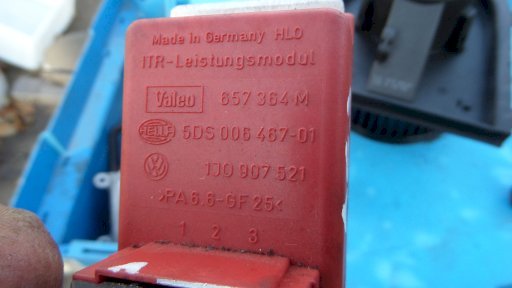 Made in Germany HLO
ITR-Leistungsmodul
Valeo 657 364 M
HELLA 5DS 006 467-01
VW 1J0 907 521
>PA 6.6-GF 25<
1 2 3